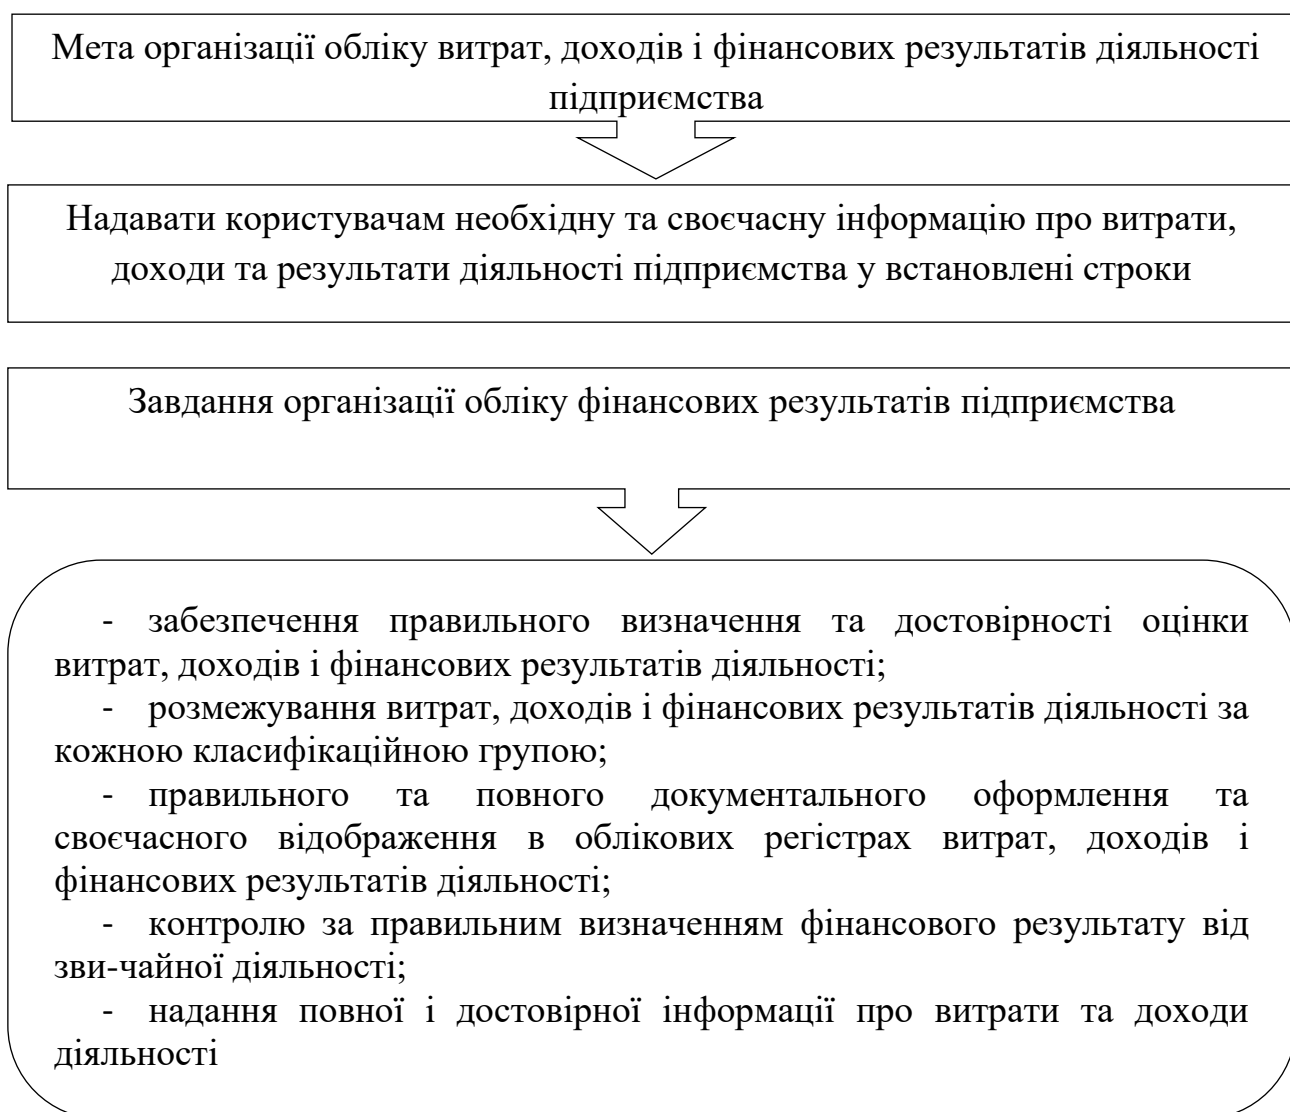 Мета організації обліку витрат, доходів і фінансових результатів діяльності
підприємства
Надавати користувачам необхідну та своєчасну інформацію про витрати,
доходи та результати діяльності підприємства у встановлені строки
Завдання організації обліку фінансових результатів підприємства
- забезпечення правильного визначення та достовірності оцінки
витрат, доходів і фінансових результатів діяльності;
- розмежування витрат, доходів і фінансових результатів діяльності за
кожною класифікаційною групою;
- правильного та повного документального оформлення та
своєчасного відображення в облікових регістрах витрат, доходів і
фінансових результатів діяльності;
- контролю за правильним визначенням фінансового результату від
зви-чайної діяльності;
- надання повної і достовірної інформації про витрати та доходи
діяльності